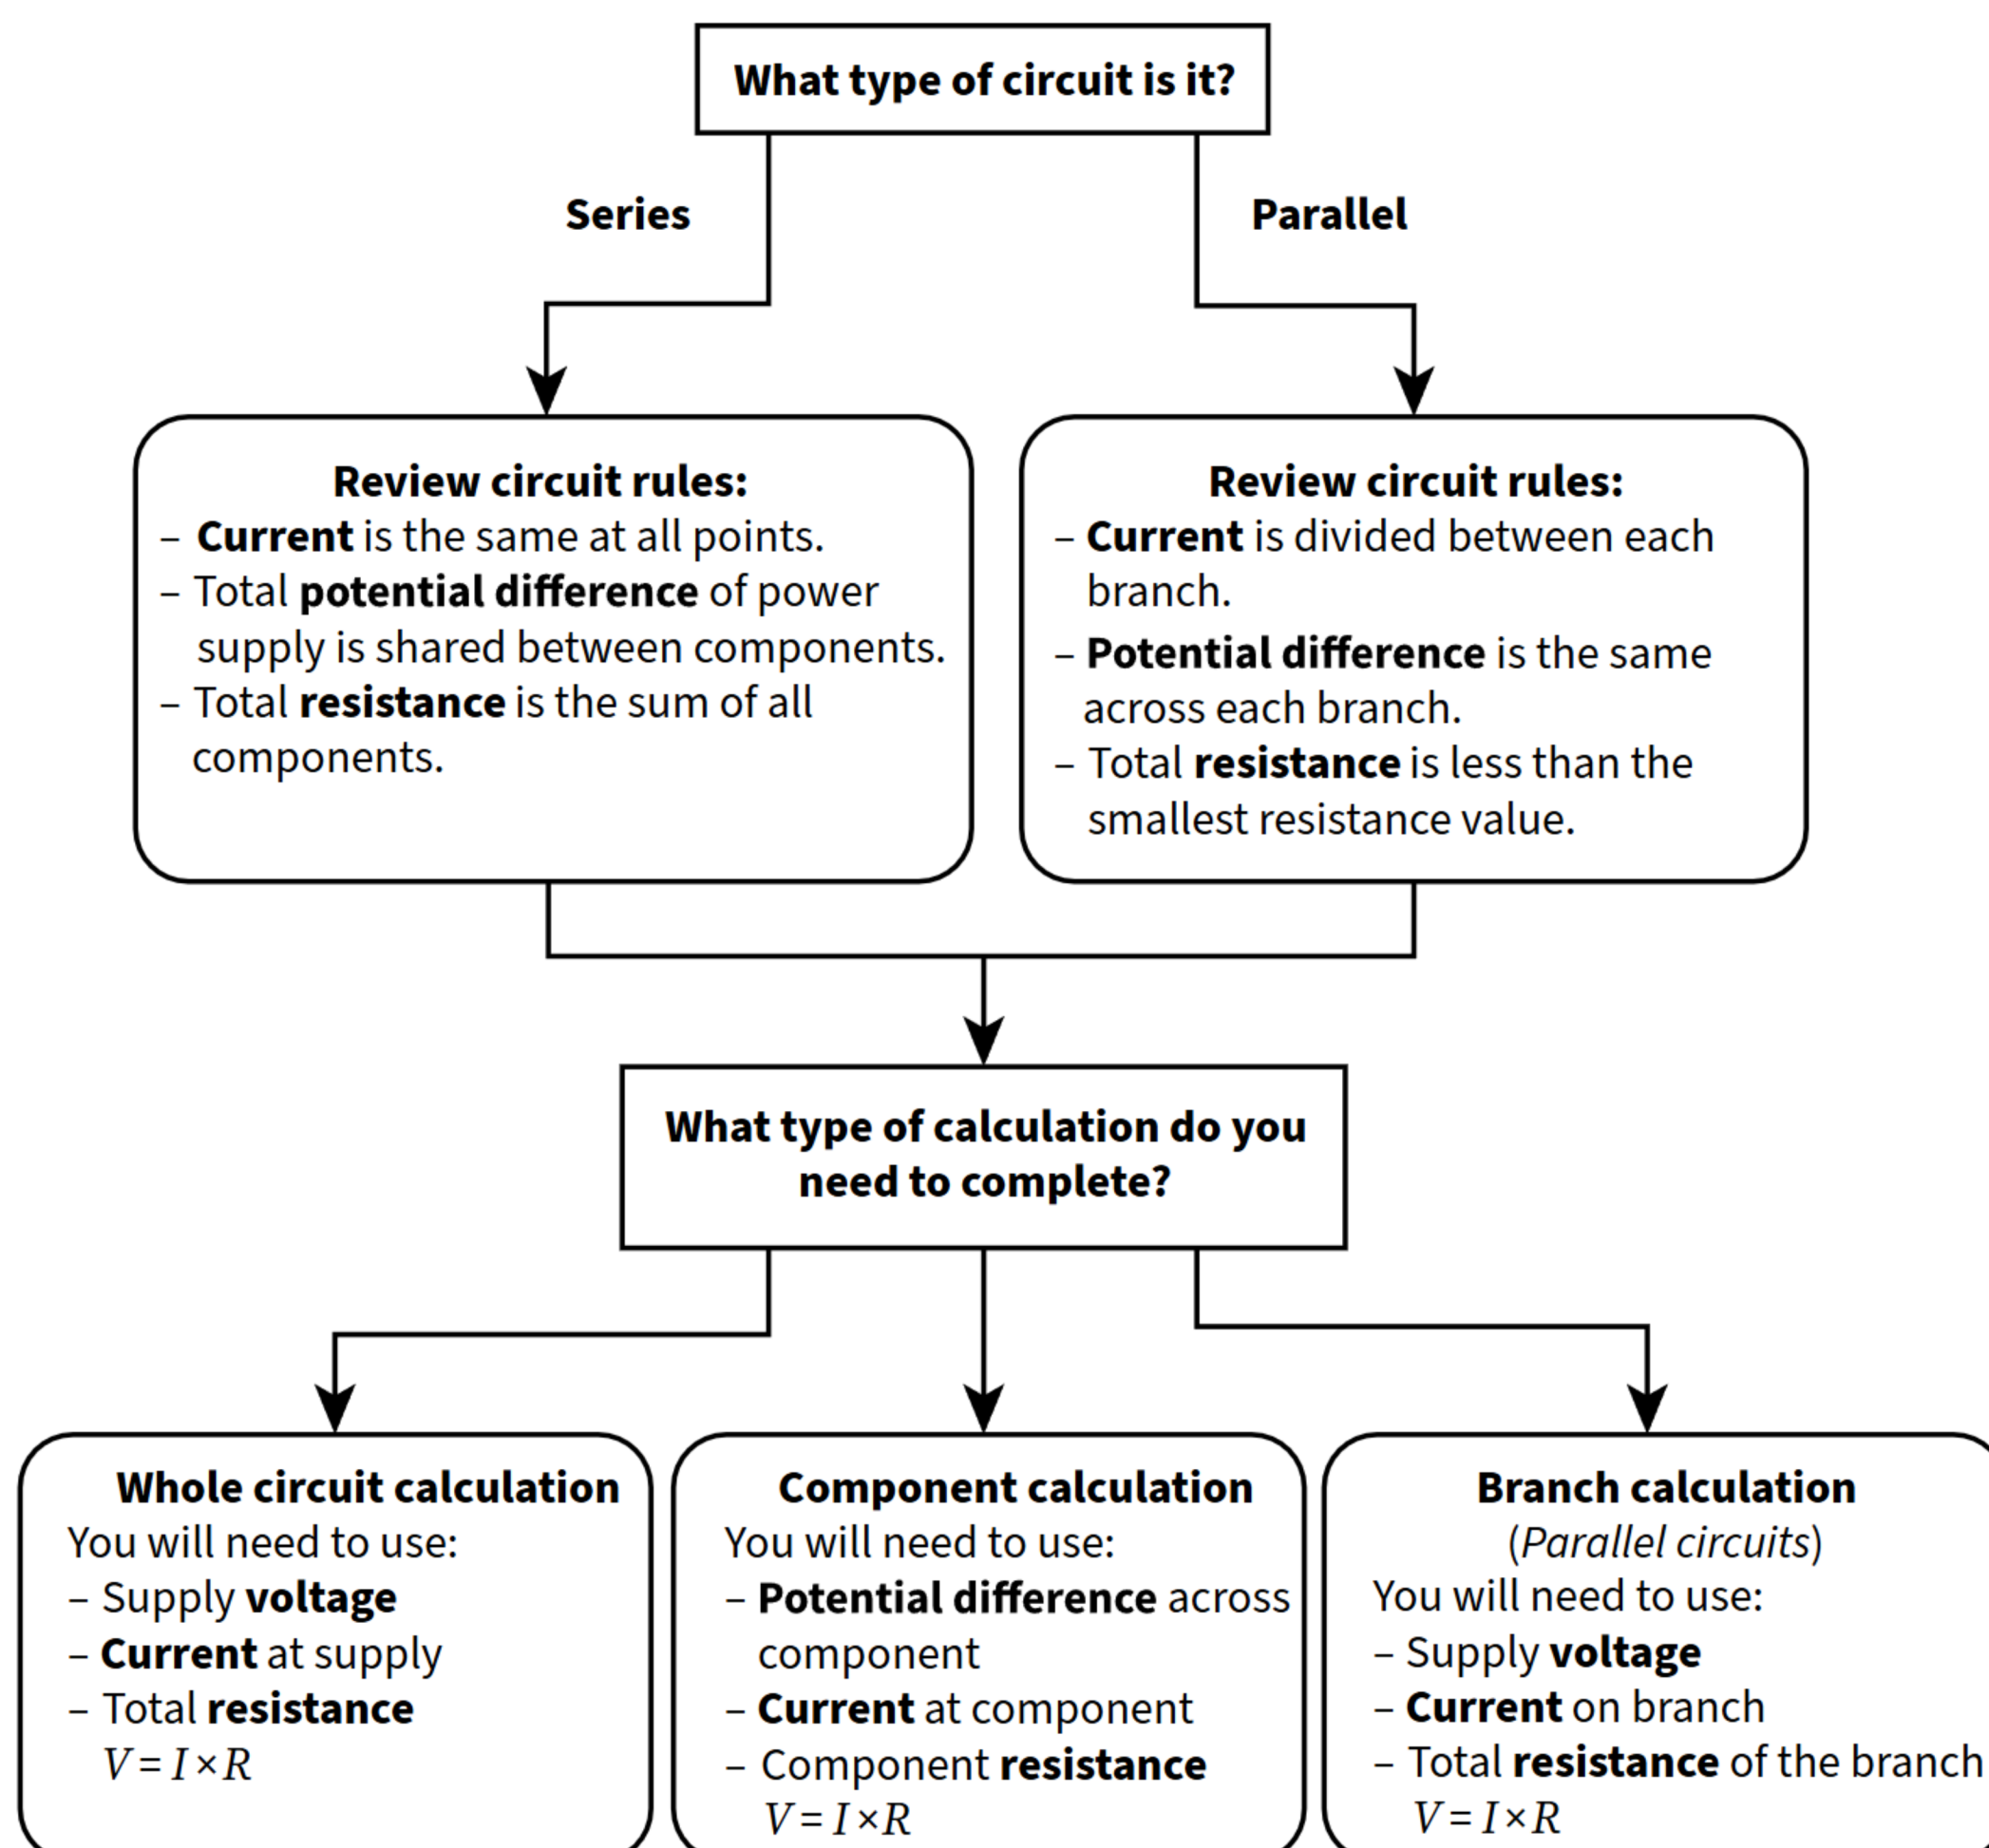 What type of circuit is it?
Series
Parallel
Review circuit rules:
– Current is the same at all points.
– Total potential difference of power
supply is shared between components.
– Total resistance is the sum of all
components.
Review circuit rules:
– Current is divided between each
branch.
– Potential difference is the same
across each branch.
– Total resistance is less than the
smallest resistance value.
What type of calculation do you
need to complete?
Whole circuit calculation
You will need to use:
– Supply voltage
– Current at supply
– Total resistance
V = I × R
Component calculation
You will need to use:
– Potential difference across
component
– Current at component
– Component resistance
V = I × R
Branch calculation
(Parallel circuits)
You will need to use:
– Supply voltage
– Current on branch
– Total resistance of the branch
V = I × R